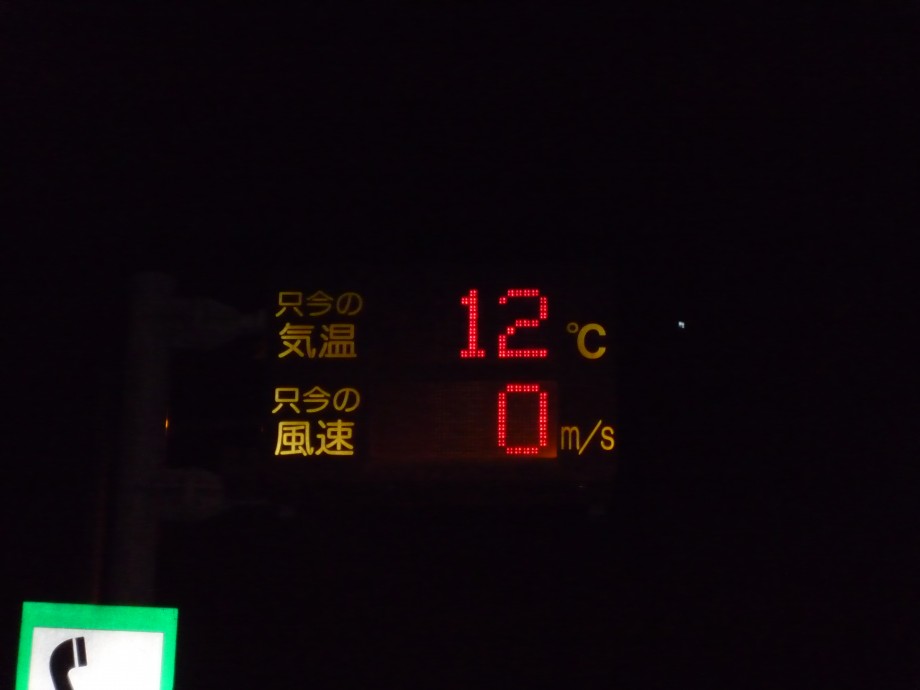 只今の
気温 12 ℃
只今の
風速 0 m/s